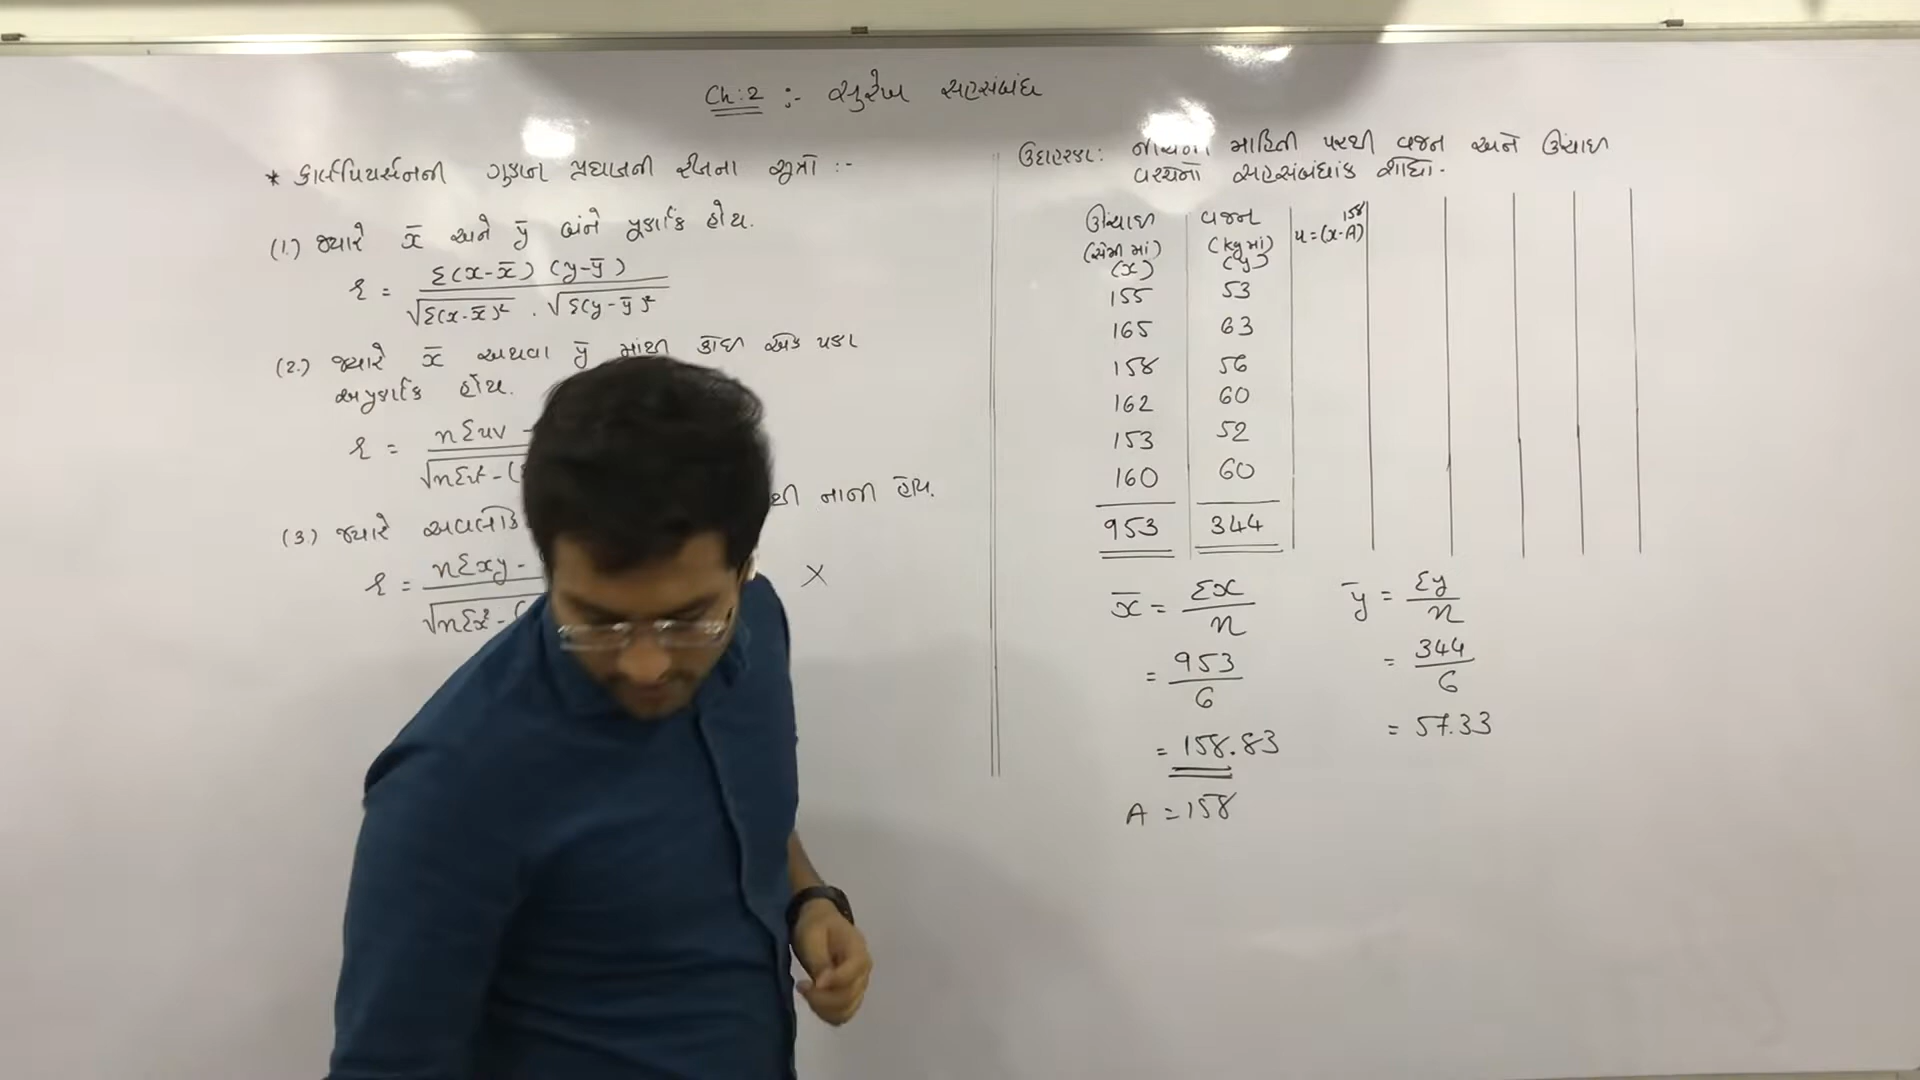 Ch:2 :- સુરેખ સહસંબંધ
* કાર્લપિયર્સનની ગુણાન પ્રઘાતની રીતના સૂત્રો :-
(1.) જ્યારે x̄ અને ȳ બંને પૂર્ણાંક હોય.
r = Σ(x-x̄) (y-ȳ) / √Σ(x-x̄)² . √Σ(y-ȳ)²
(2.) જ્યારે x̄ અથવા ȳ માંથી કોઇ એક પણ
અપૂર્ણાંક હોય.
r = nΣuv -
√nΣu² - (
(3.) જ્યારે થી નાની હોય.
r = nΣxy - X
√nΣx² - (
ઉદાહરણ: નીચેની માહિતી પરથી વજન અને ઊંચાઇ
વચ્ચેનો સહસંબંધાંક શોધો.
ઊંચાઇ વજન 158
(સેમી માં) (kg માં) u = (x-A)
(x) (y)
155 53
165 63
158 56
162 60
153 52
160 60
953 344
x̄ = Σx / n ȳ = Σy / n
= 953 / 6 = 344 / 6
= 158.83 = 57.33
A = 158